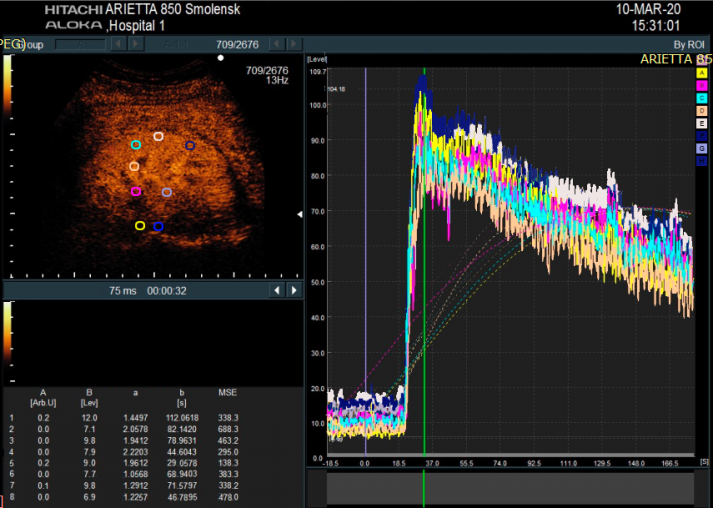 HITACHI ARIETTA 850 Smolensk
ALOKA ,Hospital 1
10-MAR-20
15:31:01
PEG) Group
709/2676
By ROI
709/2676
13Hz
75 ms 00:00:32
A B a b MSE
[Arb.U] [Lev] [s]
1 0.2 12.0 1.4497 112.0618 338.3
2 0.0 7.1 2.0578 82.1420 688.3
3 0.0 9.8 1.9412 78.9631 463.2
4 0.0 7.9 2.2203 44.6043 295.0
5 0.2 9.0 1.9612 29.0578 138.3
6 0.0 7.7 1.0568 68.9403 383.3
7 0.1 9.8 1.2912 71.5797 338.2
8 0.0 6.9 1.2257 46.7895 478.0
[Level]
ARIETTA 85
109.7
104.16
100.0
90.0
80.0
70.0
60.0
50.0
40.0
30.0
20.0
10.0
0.0
-18.5 0.0 18.5 37.0 55.5 74.0 92.5 111.0 129.5 148.0 166.5 [S]
A
D
E
G